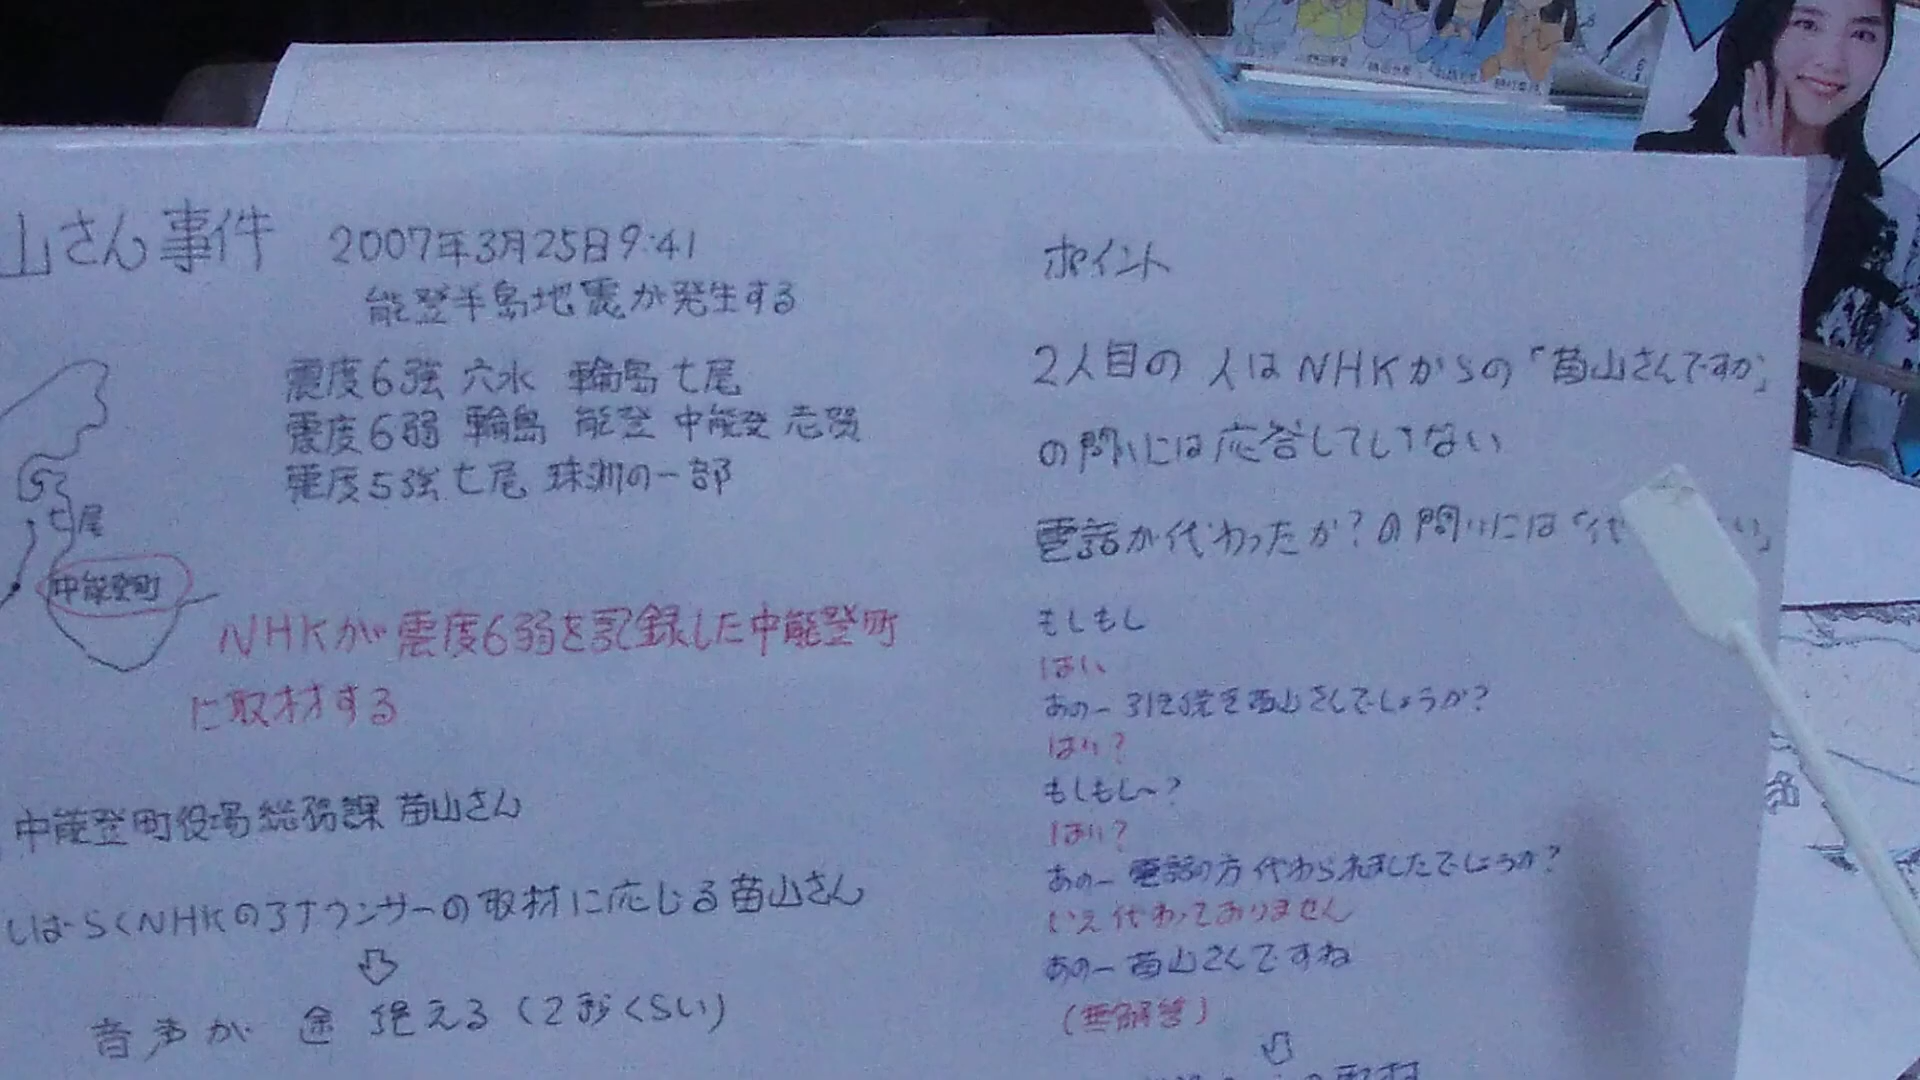 山さん事件
2007年3月25日9:41
能登半島地震が発生する
震度6強 穴水 輪島 七尾
震度6弱 輪島 能登 中能登 志賀
震度5強 七尾 珠洲の一部
七尾
中能登町
NHKが震度6弱を記録した中能登町
に取材する
中能登町役場総務課 苗山さん
しばらくNHKのアナウンサーの取材に応じる苗山さん
⇩
音声が 途絶える(2秒くらい)
ポイント
2人目の 人はNHKからの「苗山さんですか」
の問いには応答していない
電話が代わったか?の問いには「代
もしもし
はい
あのー 引き続き苗山さんでしょうか?
はい?
もしもし〜?
はい?
あのー 電話の方 代わられましたでしょうか?
いえ 代わっておりません
あのー 苗山さんですね
(無解答)
⇩
の取材